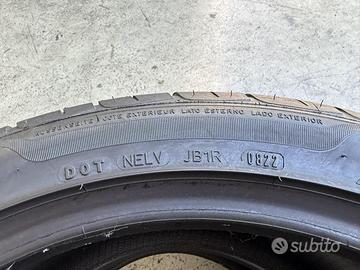 AUSSENSEITE | COTE EXTERIEUR LATO ESTERNO LADO EXTERIOR
DOT NELV JB1R 0822
subito